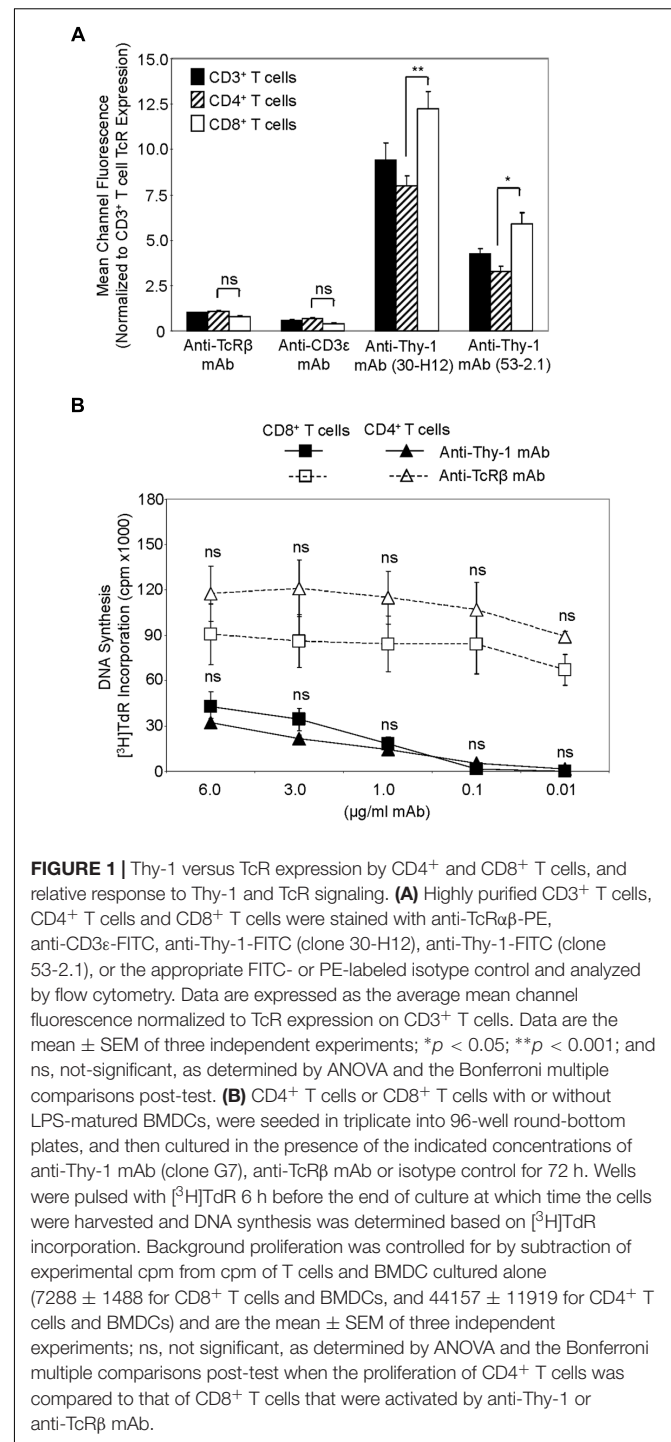 A
Mean Channel Fluorescence
(Normalized to CD3⁺ T cell TcR Expression)
15.0
12.5
10.0
7.5
5.0
2.5
0
CD3⁺ T cells
CD4⁺ T cells
CD8⁺ T cells
ns
ns
**
*
Anti-TcRβ
mAb
Anti-CD3ε
mAb
Anti-Thy-1
mAb (30-H12)
Anti-Thy-1
mAb (53-2.1)
B
CD8⁺ T cells CD4⁺ T cells
Anti-Thy-1 mAb
Anti-TcRβ mAb
DNA Synthesis
[³H]TdR Incorporation (cpm x1000)
180
150
120
90
60
30
0
ns ns ns ns ns
ns ns ns ns ns
6.0 3.0 1.0 0.1 0.01
(µg/ml mAb)
FIGURE 1 | Thy-1 versus TcR expression by CD4⁺ and CD8⁺ T cells, and
relative response to Thy-1 and TcR signaling. (A) Highly purified CD3⁺ T cells,
CD4⁺ T cells and CD8⁺ T cells were stained with anti-TcRαβ-PE,
anti-CD3ε-FITC, anti-Thy-1-FITC (clone 30-H12), anti-Thy-1-FITC (clone
53-2.1), or the appropriate FITC- or PE-labeled isotype control and analyzed
by flow cytometry. Data are expressed as the average mean channel
fluorescence normalized to TcR expression on CD3⁺ T cells. Data are the
mean ± SEM of three independent experiments; *p < 0.05; **p < 0.001; and
ns, not-significant, as determined by ANOVA and the Bonferroni multiple
comparisons post-test. (B) CD4⁺ T cells or CD8⁺ T cells with or without
LPS-matured BMDCs, were seeded in triplicate into 96-well round-bottom
plates, and then cultured in the presence of the indicated concentrations of
anti-Thy-1 mAb (clone G7), anti-TcRβ mAb or isotype control for 72 h. Wells
were pulsed with [³H]TdR 6 h before the end of culture at which time the cells
were harvested and DNA synthesis was determined based on [³H]TdR
incorporation. Background proliferation was controlled for by subtraction of
experimental cpm from cpm of T cells and BMDC cultured alone
(7288 ± 1488 for CD8⁺ T cells and BMDCs, and 44157 ± 11919 for CD4⁺ T
cells and BMDCs) and are the mean ± SEM of three independent
experiments; ns, not significant, as determined by ANOVA and the Bonferroni
multiple comparisons post-test when the proliferation of CD4⁺ T cells was
compared to that of CD8⁺ T cells that were activated by anti-Thy-1 or
anti-TcRβ mAb.